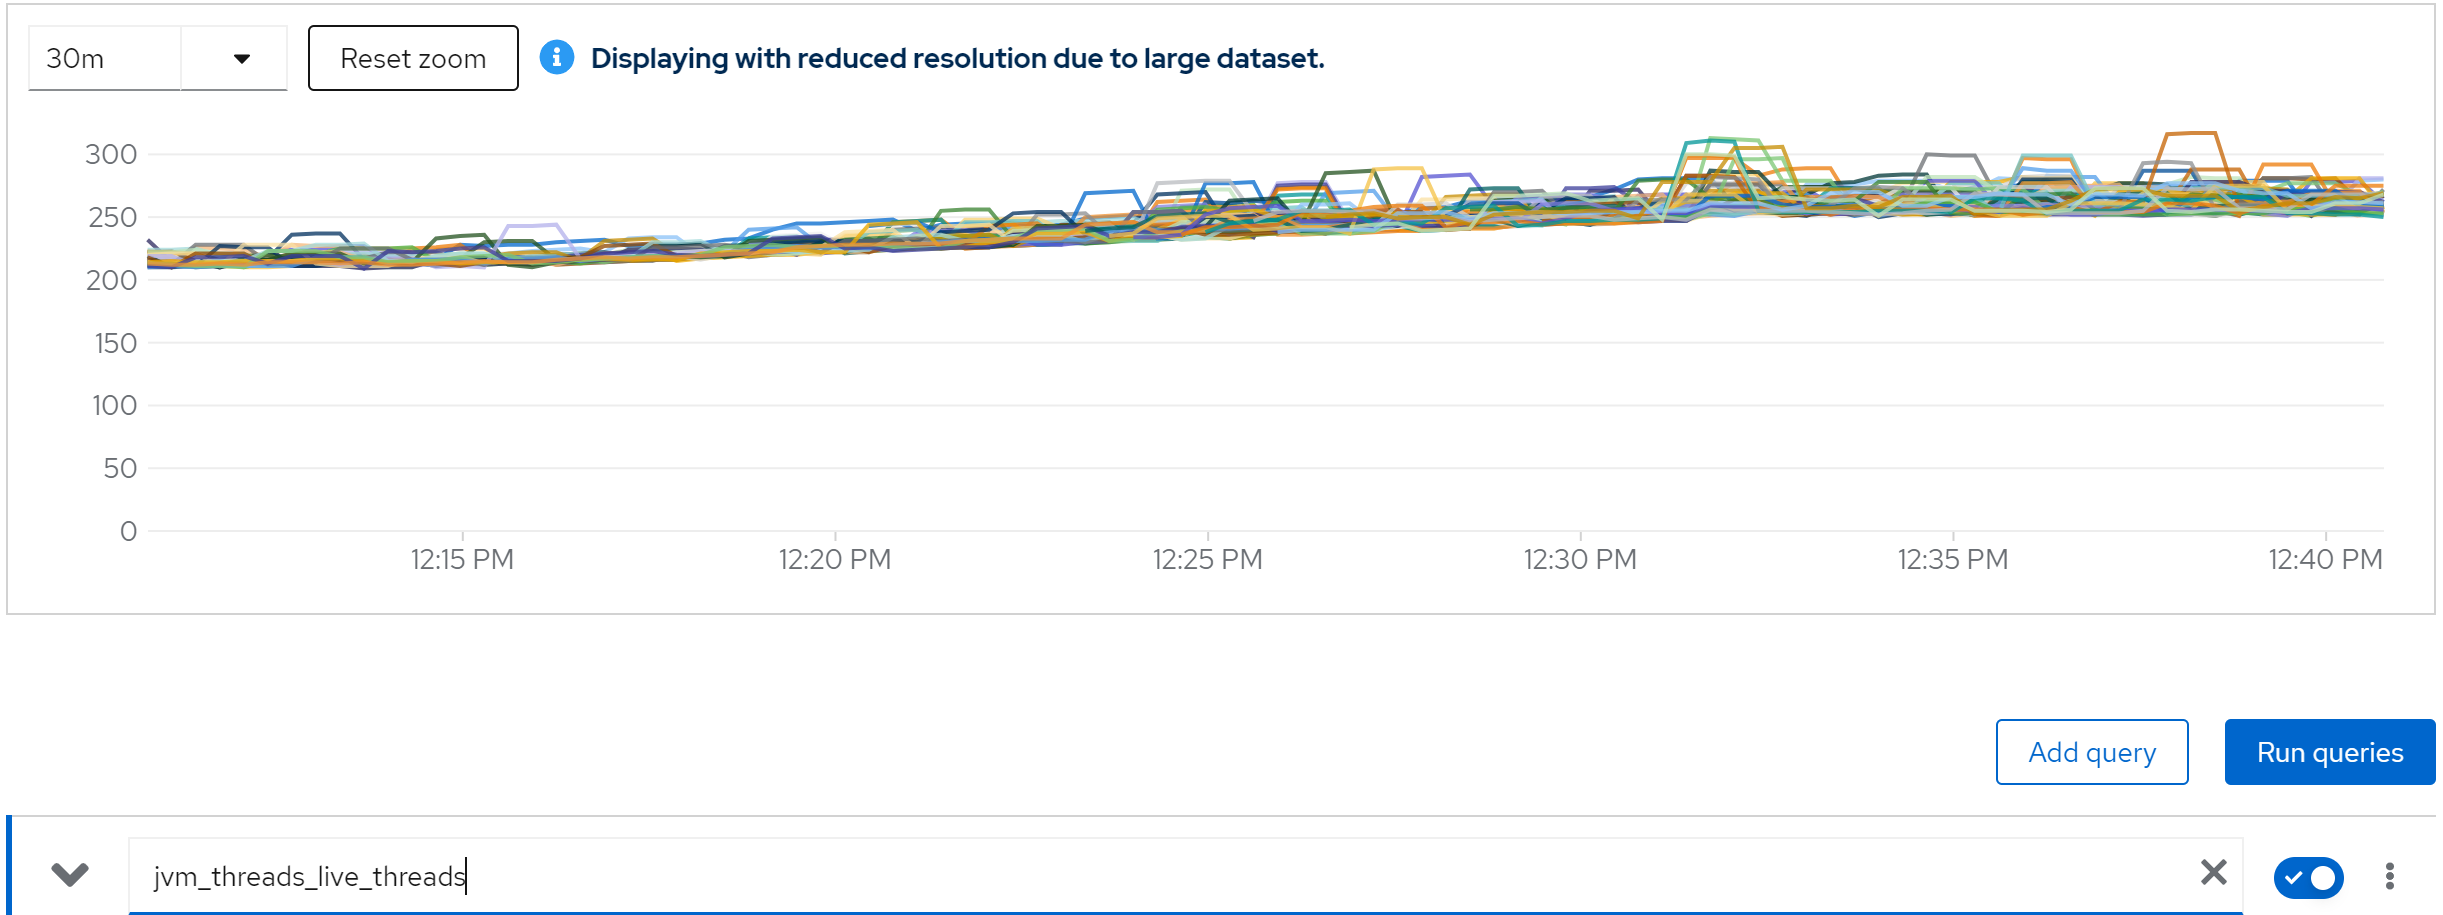 30m
Reset zoom
Displaying with reduced resolution due to large dataset.
300
250
200
150
100
50
0
12:15 PM 12:20 PM 12:25 PM 12:30 PM 12:35 PM 12:40 PM
Add query
Run queries
jvm_threads_live_threads